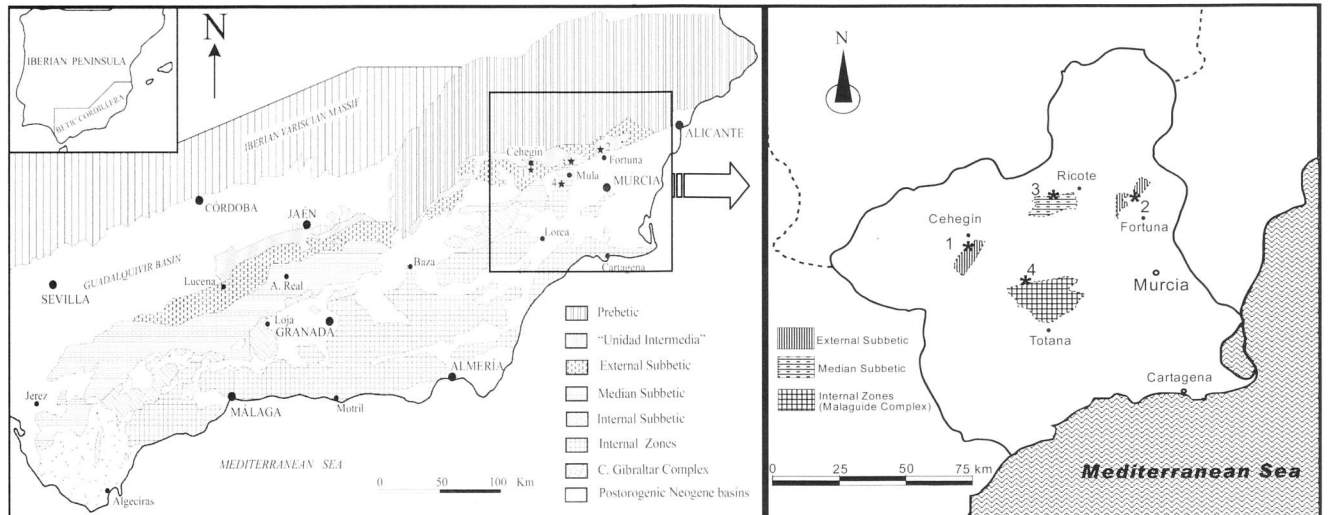 IBERIAN PENINSULA
BETIC CORDILLERA
N
IBERIAN VARISCIAN MASSIF
ALICANTE
Cehegín
2
3
Fortuna
Mula
4
MURCIA
CÓRDOBA
JAÉN
Lorca
GUADALQUIVIR BASIN
Baza
Cartagena
Lucena
A. Real
SEVILLA
Loja
GRANADA
ALMERÍA
Jerez
MÁLAGA
Motril
MEDITERRANEAN SEA
0 50 100 Km
Algeciras
Prebetic
“Unidad Intermedia”
External Subbetic
Median Subbetic
Internal Subbetic
Internal Zones
C. Gibraltar Complex
Postorogenic Neogene basins
N
Ricote
3
2
Cehegín
Fortuna
1
4
Murcia
Totana
External Subbetic
Median Subbetic
Internal Zones
(Malaguide Complex)
Cartagena
0 25 50 75 km
Mediterranean Sea